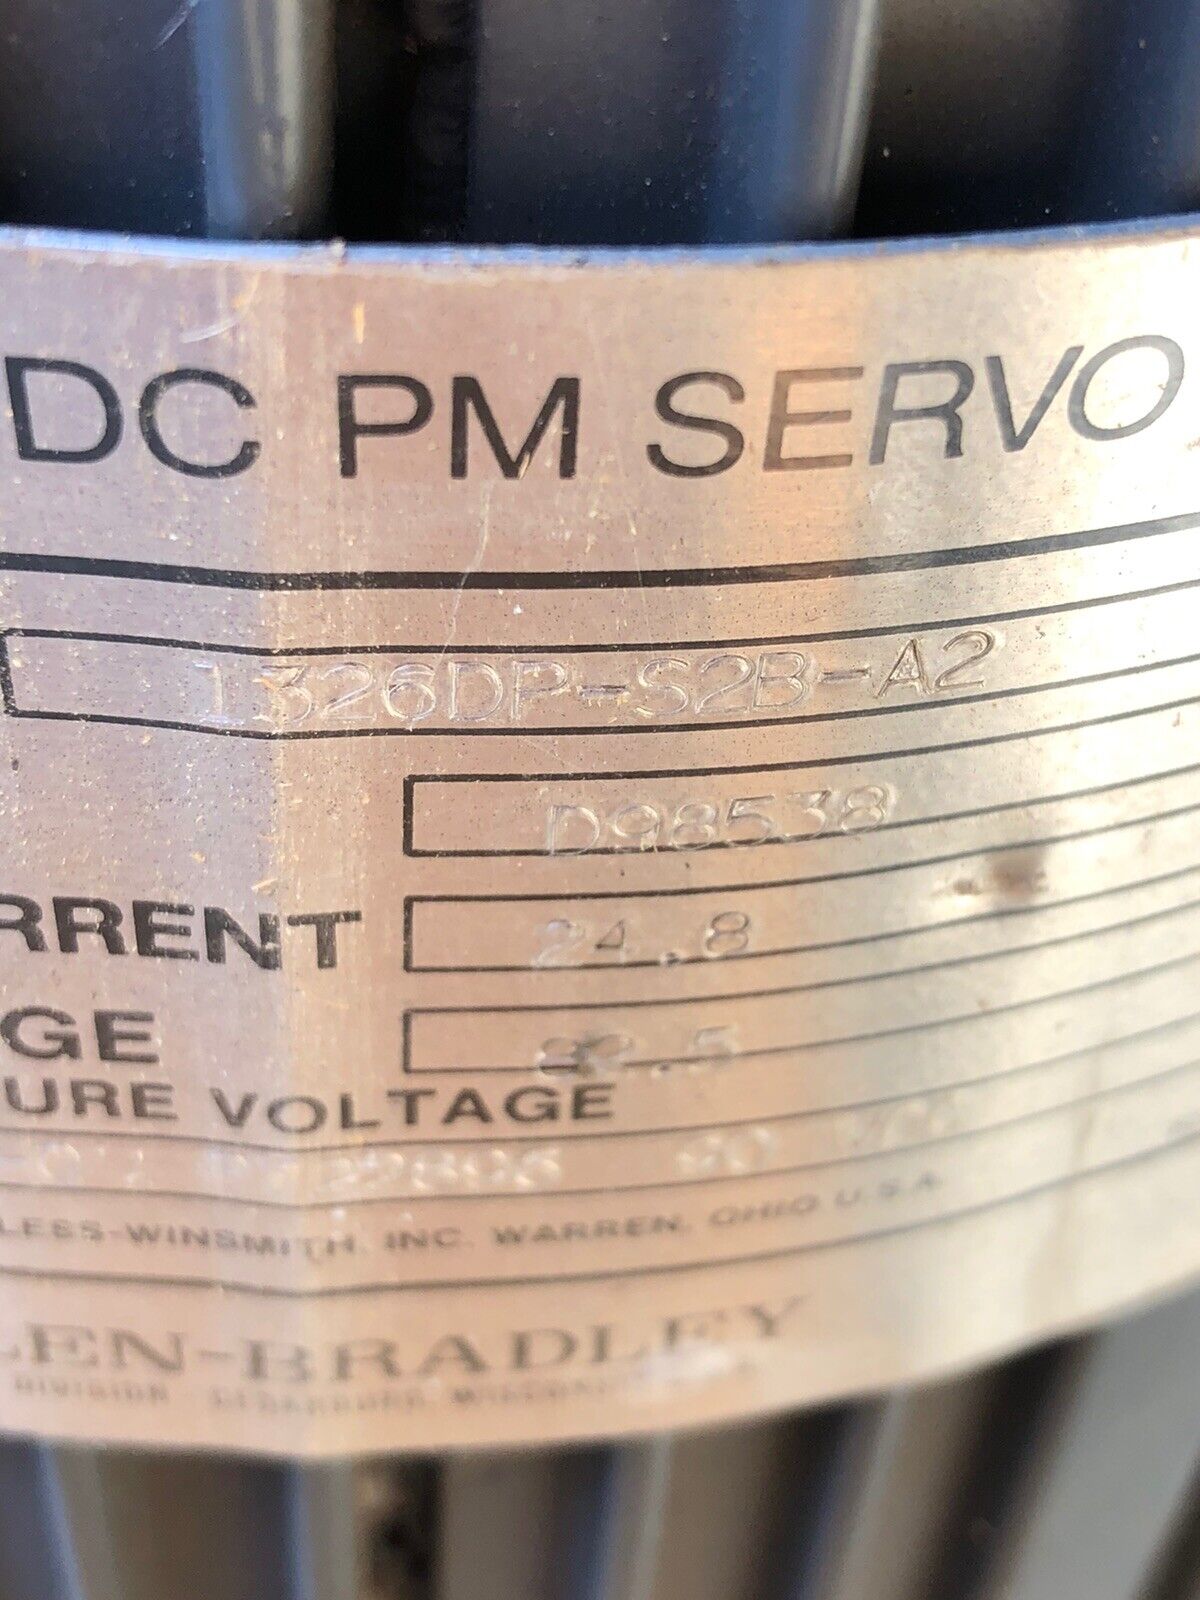 DC PM SERVO
1326DP-S2B-A2
D98538
RRENT 24.8
GE
URE VOLTAGE
LESS-WINSMITH, INC. WARREN, OHIO U.S.A.
LEN-BRADLEY
DIVISION